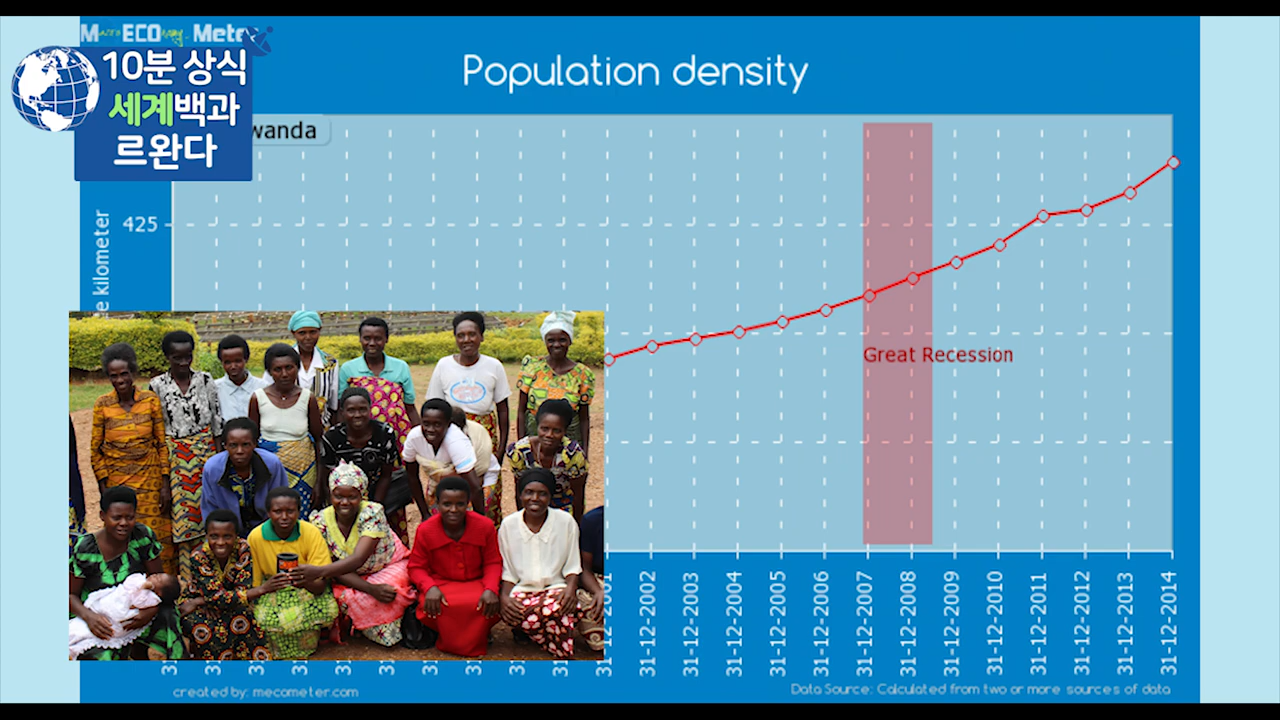 ECO
Mete
10분 상식
세계백과
르완다
Population density
wanda
425
e kilometer
Great Recession
31-12-2001
31-12-2002
31-12-2003
31-12-2004
31-12-2005
31-12-2006
31-12-2007
31-12-2008
31-12-2009
31-12-2010
31-12-2011
31-12-2012
31-12-2013
31-12-2014
created by: mecometer.com
Data Source: Calculated from two or more sources of data